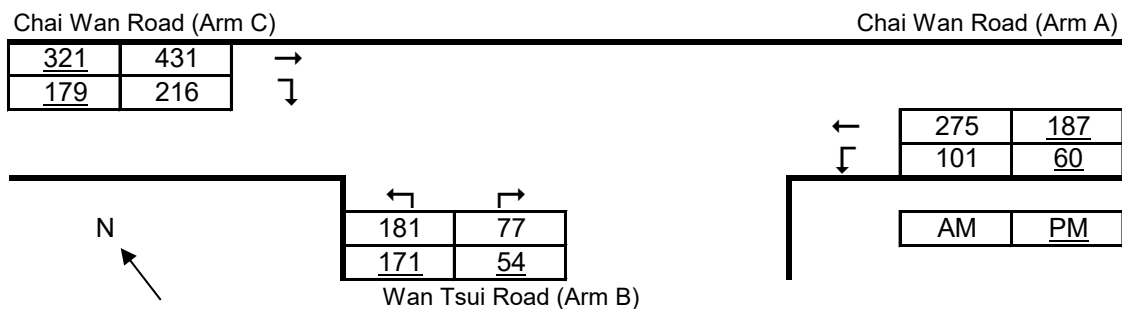 Chai Wan Road (Arm C) Chai Wan Road (Arm A)
321 431
179 216
275 187
101 60
181 77
N AM PM
171 54
Wan Tsui Road (Arm B)